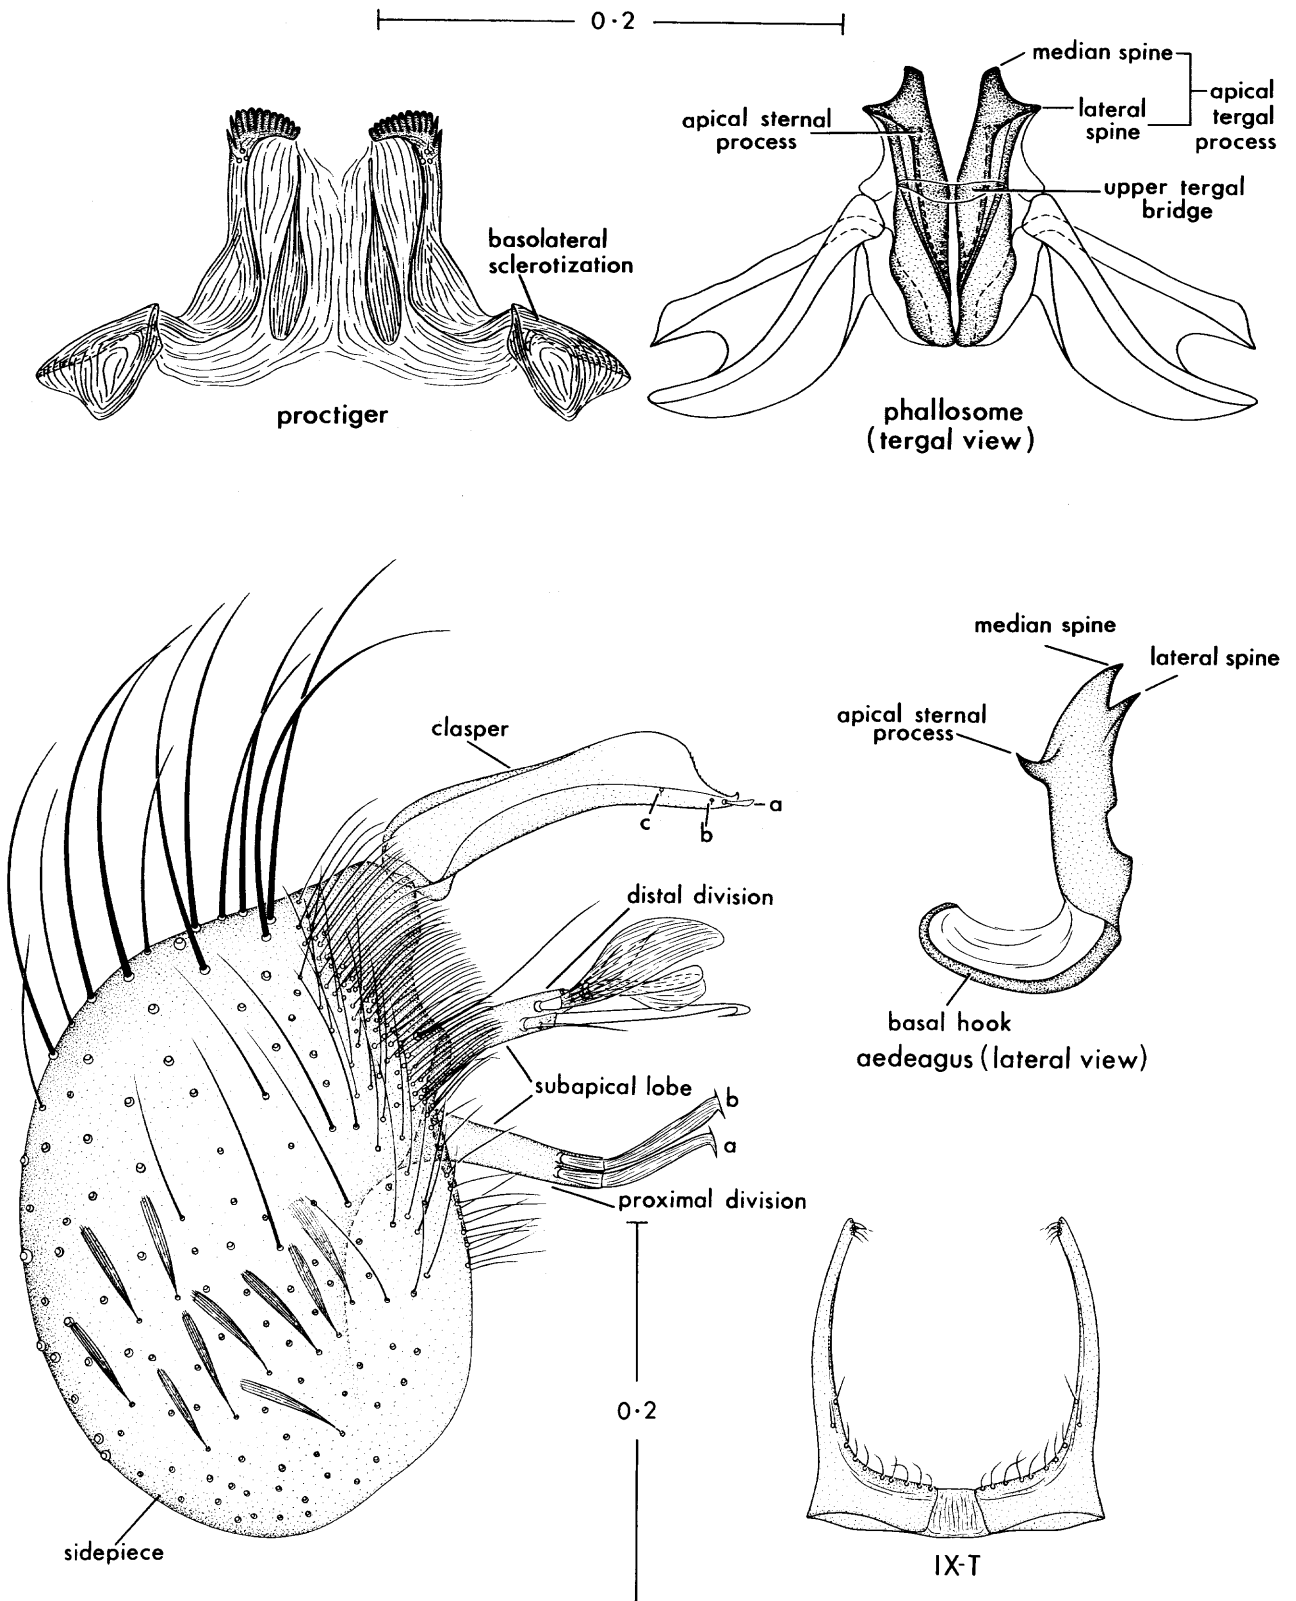 0·2
median spine
apical sternal
process
lateral
spine
apical
tergal
process
upper tergal
bridge
basolateral
sclerotization
proctiger
phallosome
(tergal view)
median spine
lateral spine
apical sternal
process
clasper
a
b
c
distal division
basal hook
aedeagus (lateral view)
subapical lobe
b
a
proximal division
0·2
sidepiece
IX-T